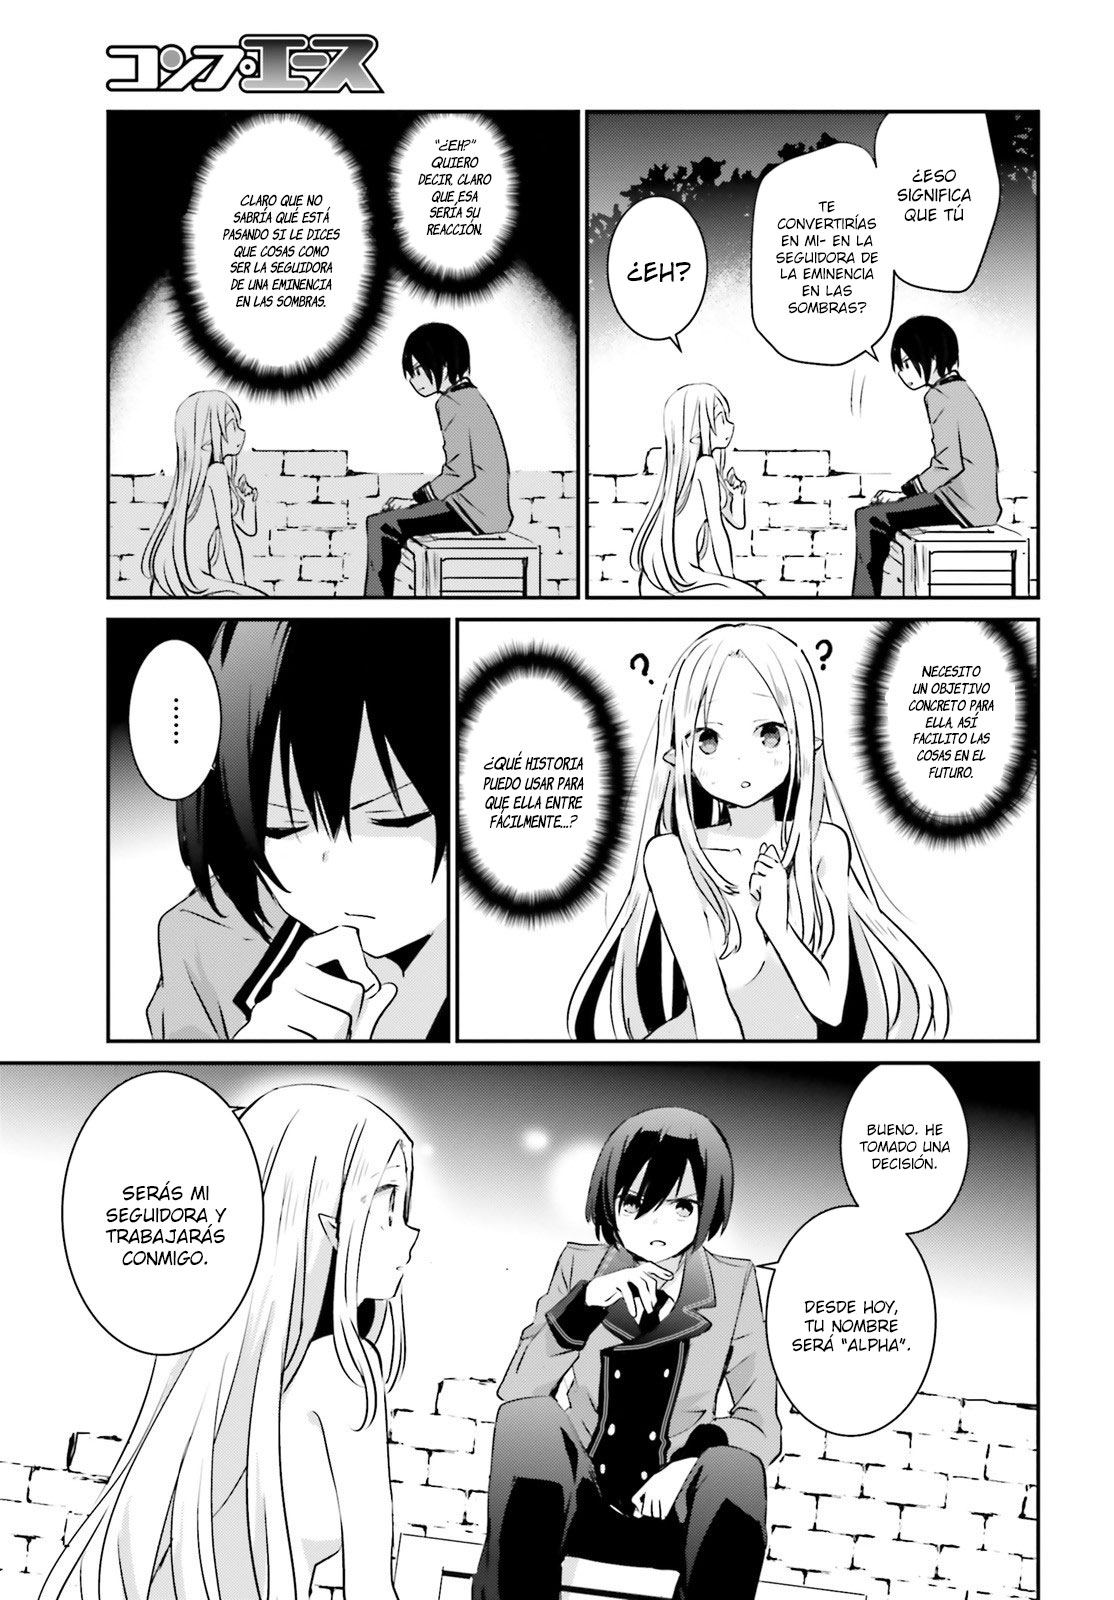 コンプ・エース
¿ESO
SIGNIFICA
QUE TÚ
TE
CONVERTIRÍAS
EN MI- EN LA
SEGUIDORA DE
LA EMINENCIA
EN LAS
SOMBRAS?
¿EH?
"¿EH?"
QUIERO
DECIR, CLARO
QUE ESA
SERÍA SU
REACCIÓN.
CLARO QUE NO
SABRÍA QUÉ ESTÁ
PASANDO SI LE DICES
QUE COSAS COMO
SER LA SEGUIDORA
DE UNA EMINENCIA
EN LAS SOMBRAS.
NECESITO
UN OBJETIVO
CONCRETO PARA
ELLA. ASÍ
FACILITO LAS
COSAS EN EL
FUTURO.
?
?
¿QUÉ HISTORIA
PUEDO USAR PARA
QUE ELLA ENTRE
FÁCILMENTE...?
......
BUENO. HE
TOMADO UNA
DECISIÓN.
DESDE HOY,
TU NOMBRE
SERÁ "ALPHA".
SERÁS MI
SEGUIDORA Y
TRABAJARÁS
CONMIGO.